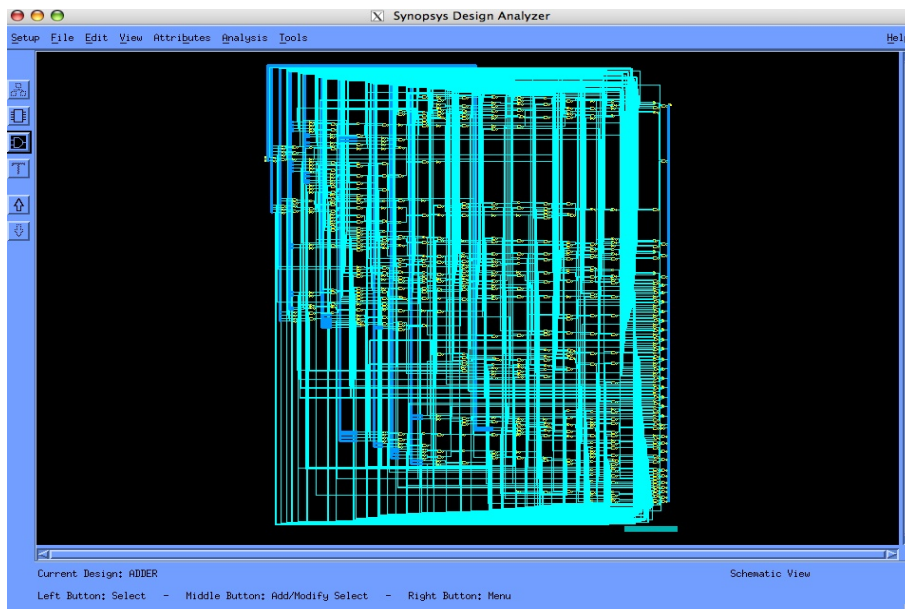 Synopsys Design Analyzer
Setup File Edit View Attributes Analysis Tools Help
Current Design: ADDER Schematic View
Left Button: Select - Middle Button: Add/Modify Select - Right Button: Menu